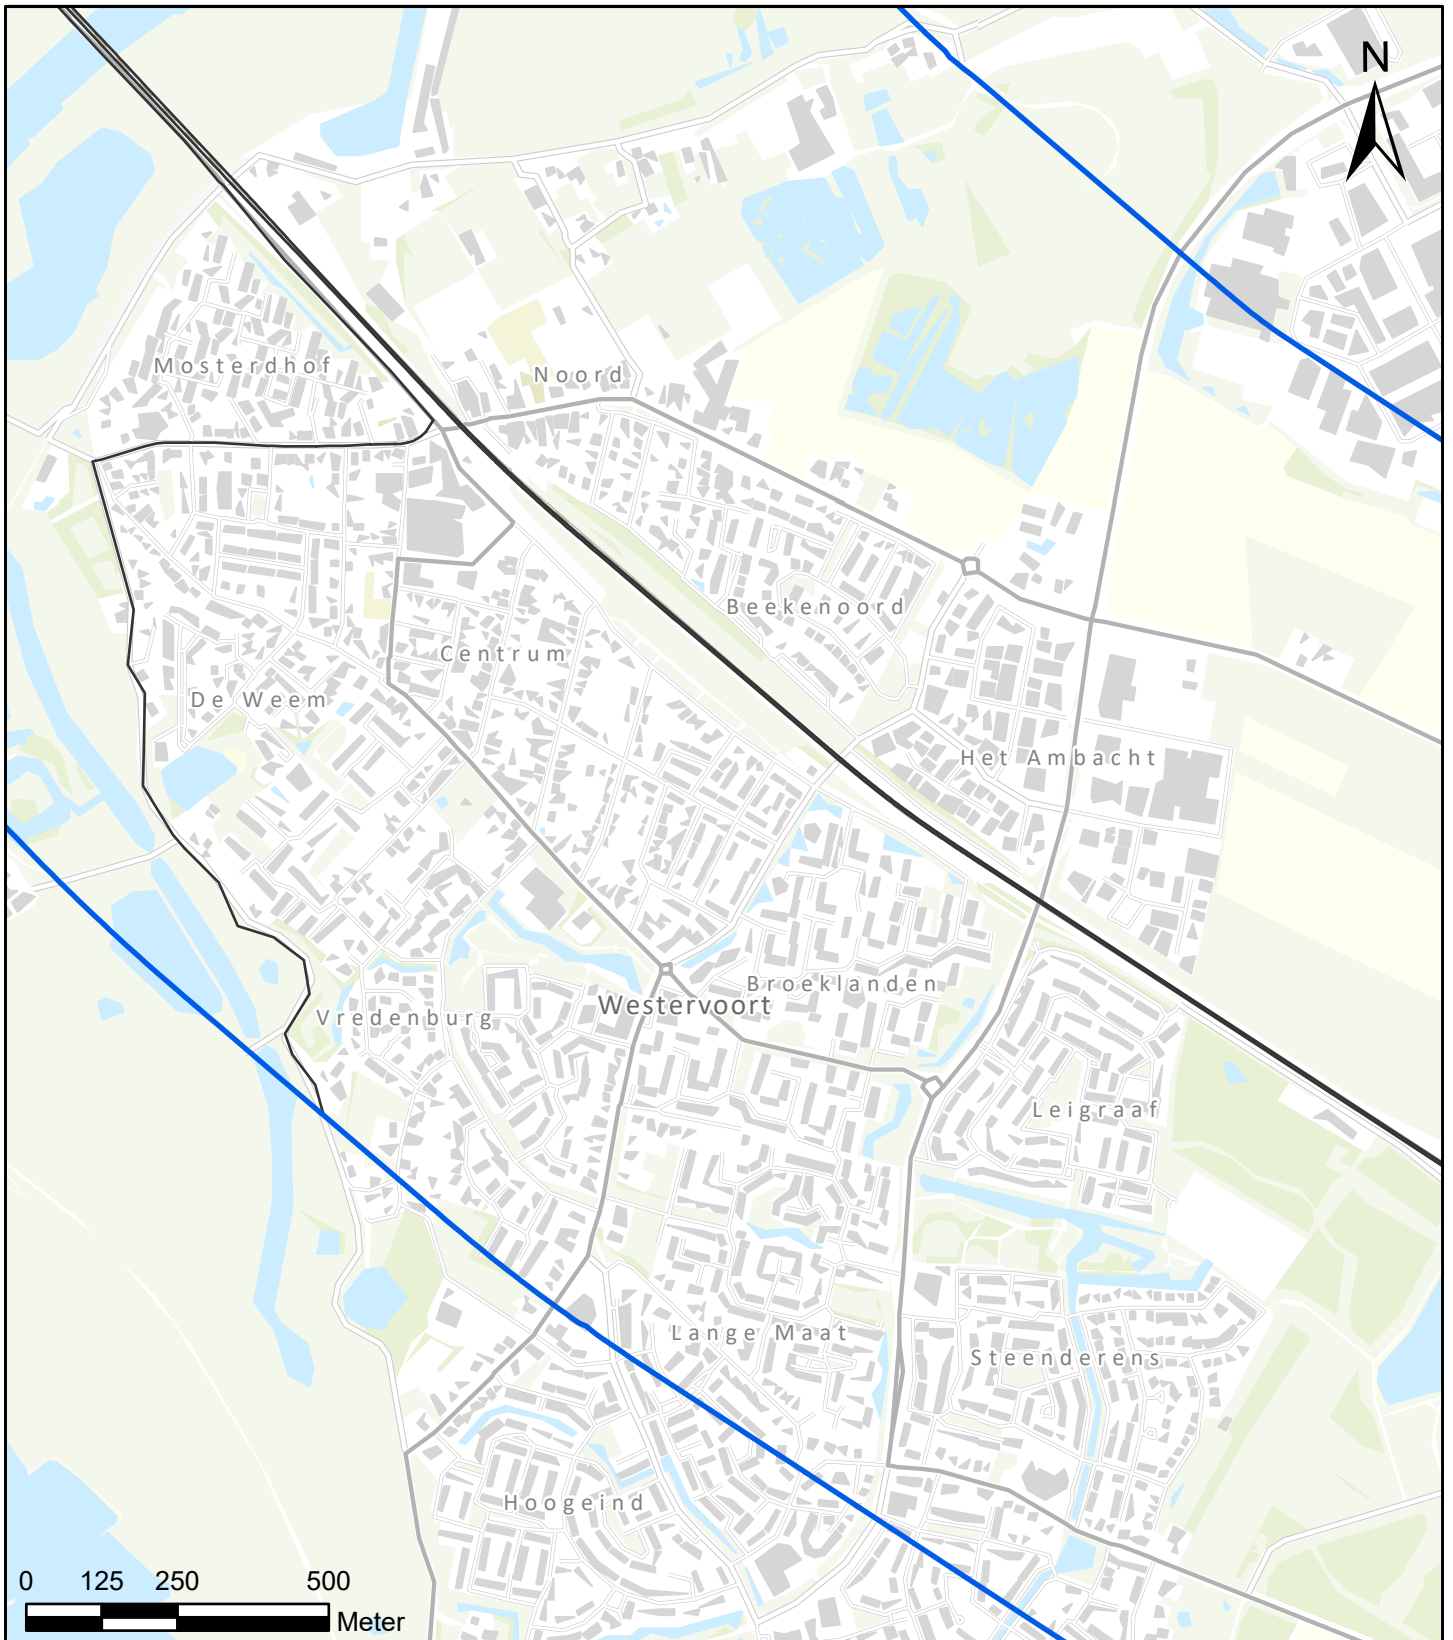 N
Mosterdhof
Noord
Beekenoord
Centrum
De Weem
Het Ambacht
Broeklanden
Westervoort
Vredenburg
Leigraaf
Lange Maat
Steenderens
Hoogeind
0 125 250 500
Meter